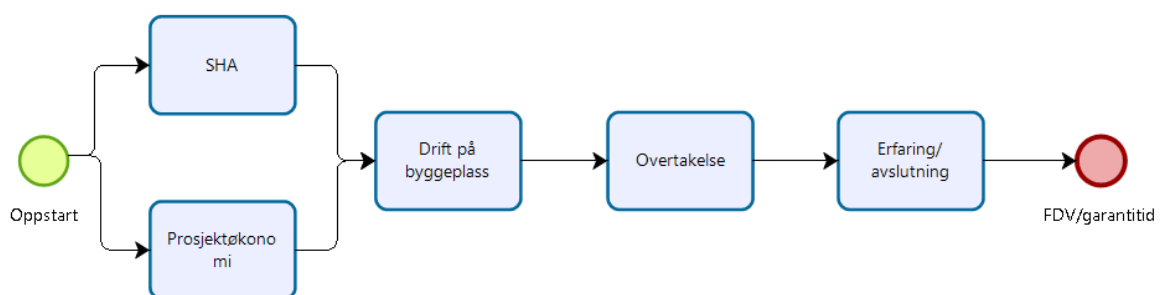 SHA
Oppstart
Prosjektøkono
mi
Drift på
byggeplass
Overtakelse
Erfaring/
avslutning
FDV/garantitid